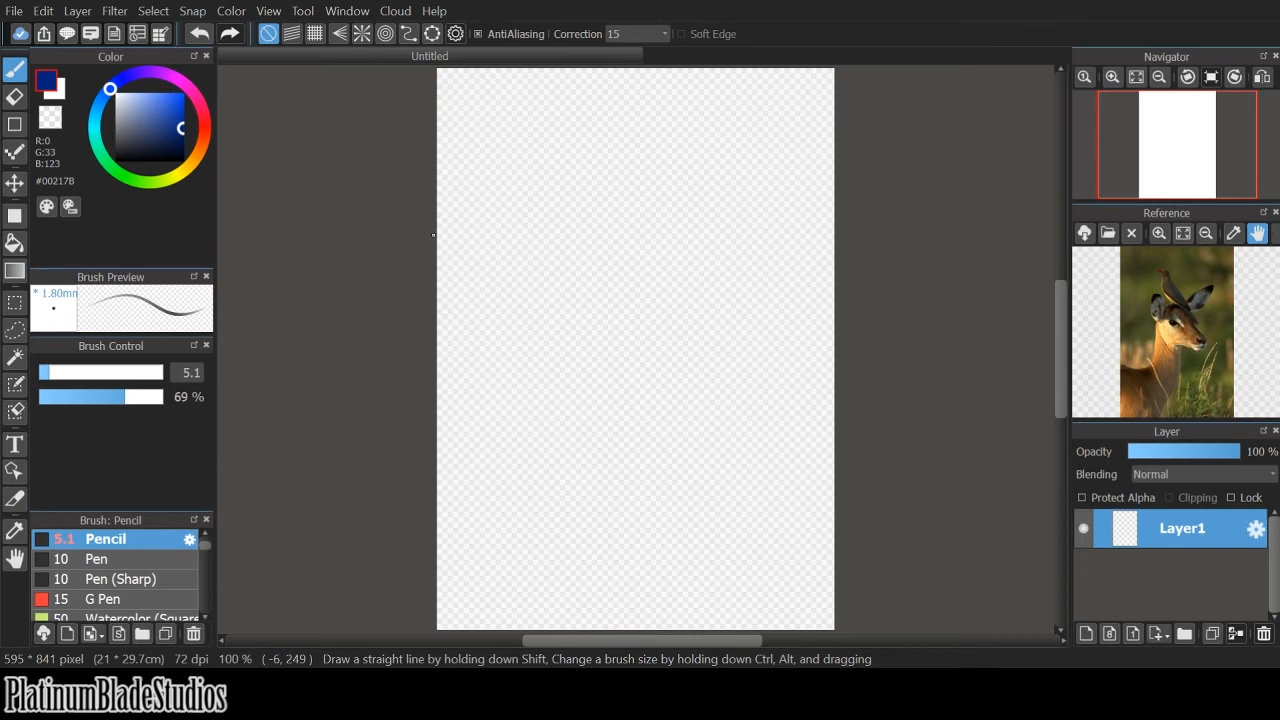 File Edit Layer Filter Select Snap Color View Tool Window Cloud Help
AntiAliasing Correction 15 Soft Edge
Color
Untitled
Navigator
R:0
G:33
B:123
#00217B
Brush Preview
* 1.80mm
Brush Control
5.1
69 %
Reference
Layer
Opacity 100 %
Blending Normal
Protect Alpha Clipping Lock
Layer1
Brush: Pencil
5.1 Pencil
10 Pen
10 Pen (Sharp)
15 G Pen
50 Watercolor (Square
595 * 841 pixel (21 * 29.7cm) 72 dpi 100 % ( -6, 249 ) Draw a straight line by holding down Shift, Change a brush size by holding down Ctrl, Alt, and dragging
PlatinumBladeStudios